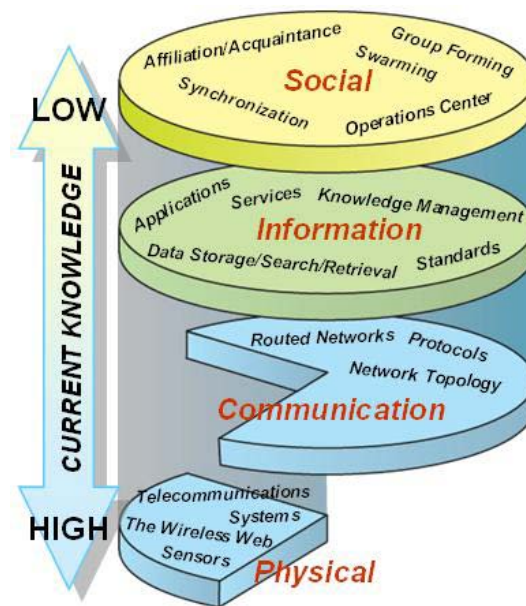 LOW
CURRENT KNOWLEDGE
HIGH
Affiliation/Acquaintance
Group Forming
Swarming
Social
Synchronization
Operations Center
Applications
Services
Knowledge Management
Information
Data Storage/Search/Retrieval
Standards
Routed Networks
Protocols
Network Topology
Communication
Telecommunications
Systems
The Wireless Web
Sensors
Physical